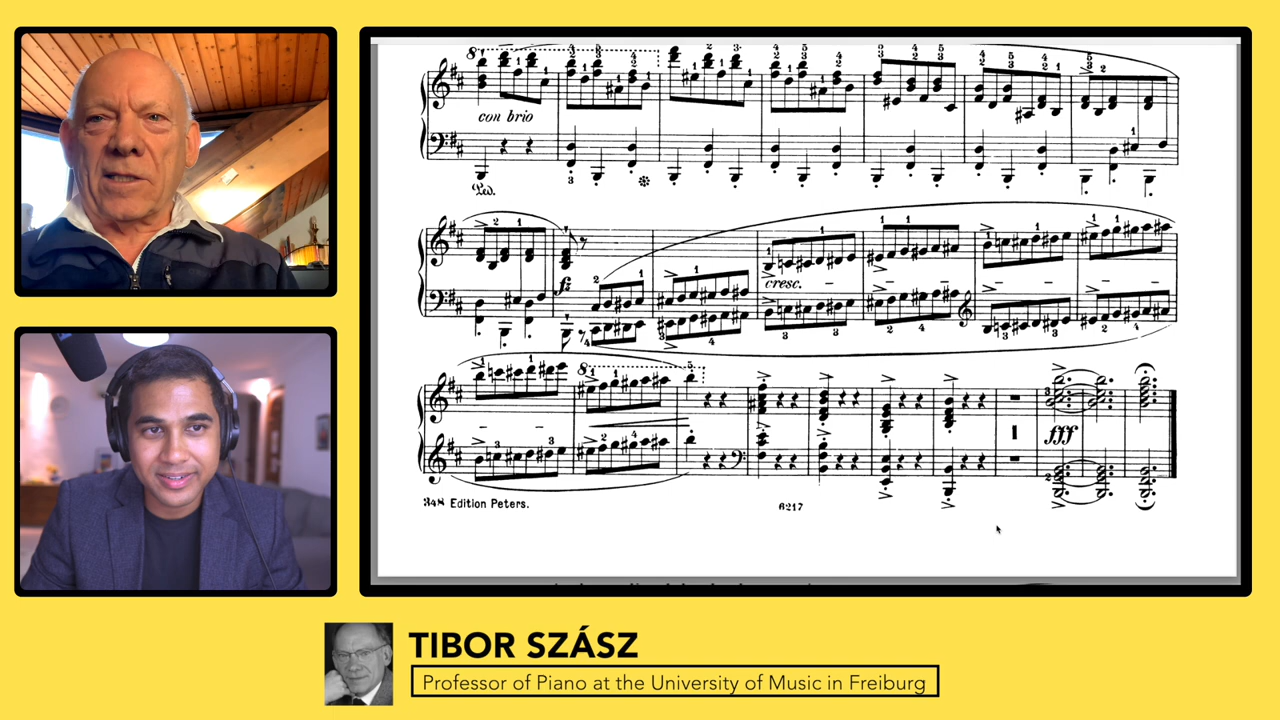 con brio
Ped.
fz
cresc.
348 Edition Peters.
6217
fff
TIBOR SZÁSZ
Professor of Piano at the University of Music in Freiburg